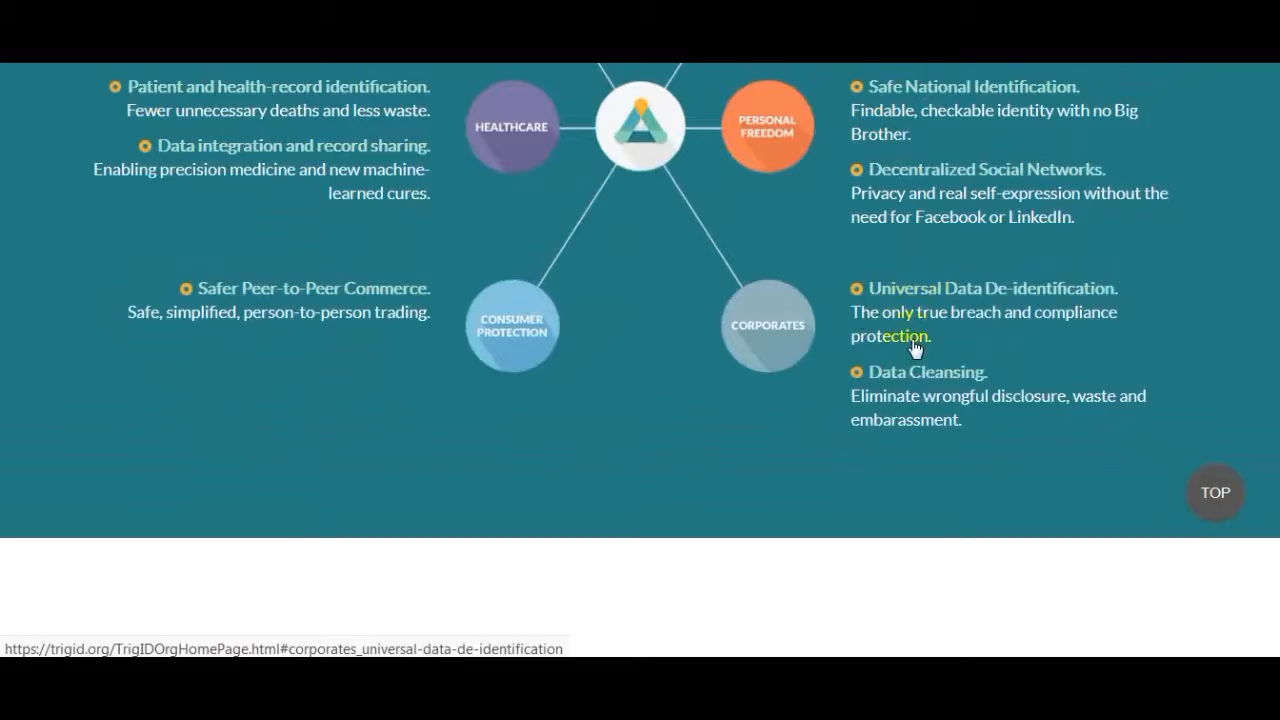 Patient and health-record identification.
Fewer unnecessary deaths and less waste.
Data integration and record sharing.
Enabling precision medicine and new machine-
learned cures.
HEALTHCARE
PERSONAL
FREEDOM
Safe National Identification.
Findable, checkable identity with no Big
Brother.
Decentralized Social Networks.
Privacy and real self-expression without the
need for Facebook or LinkedIn.
Safer Peer-to-Peer Commerce.
Safe, simplified, person-to-person trading.
CONSUMER
PROTECTION
CORPORATES
Universal Data De-identification.
The only true breach and compliance
protection.
Data Cleansing.
Eliminate wrongful disclosure, waste and
embarassment.
TOP
https://trigid.org/TrigIDOrgHomePage.html#corporates_universal-data-de-identification